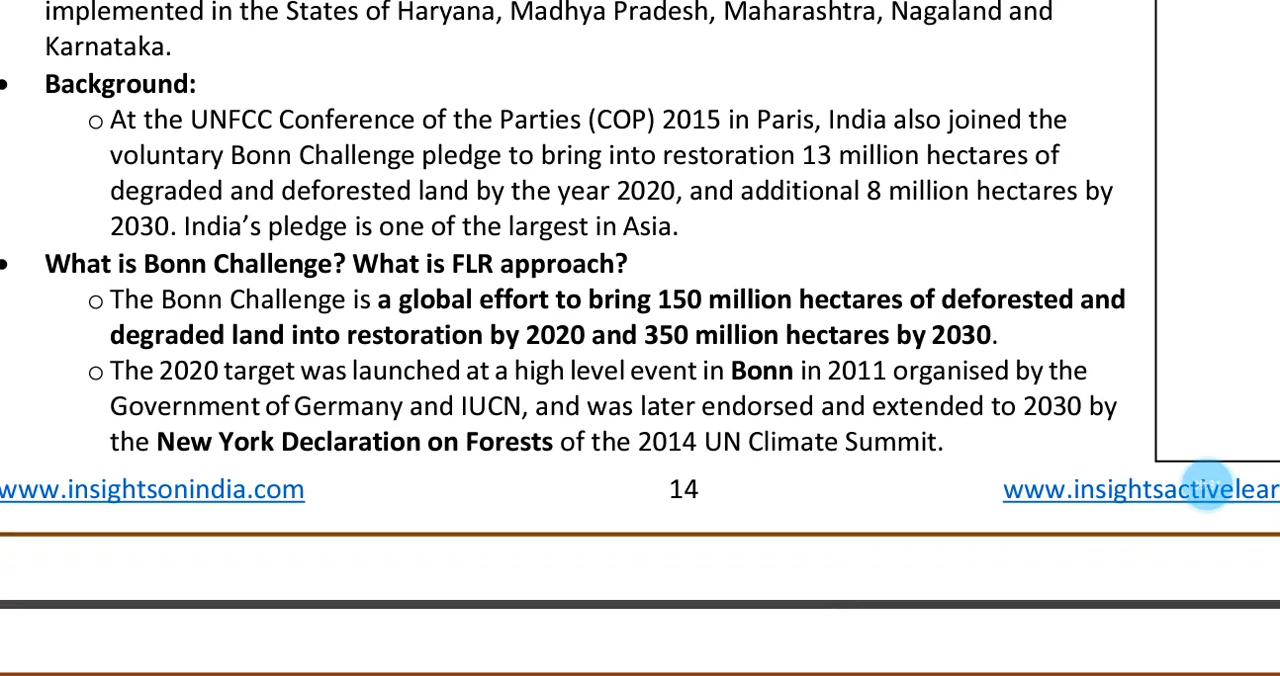 implemented in the States of Haryana, Madhya Pradesh, Maharashtra, Nagaland and
Karnataka.
• Background:
o At the UNFCC Conference of the Parties (COP) 2015 in Paris, India also joined the
voluntary Bonn Challenge pledge to bring into restoration 13 million hectares of
degraded and deforested land by the year 2020, and additional 8 million hectares by
2030. India's pledge is one of the largest in Asia.
• What is Bonn Challenge? What is FLR approach?
o The Bonn Challenge is a global effort to bring 150 million hectares of deforested and
degraded land into restoration by 2020 and 350 million hectares by 2030.
o The 2020 target was launched at a high level event in Bonn in 2011 organised by the
Government of Germany and IUCN, and was later endorsed and extended to 2030 by
the New York Declaration on Forests of the 2014 UN Climate Summit.
www.insightsonindia.com 14 www.insightsactivelear